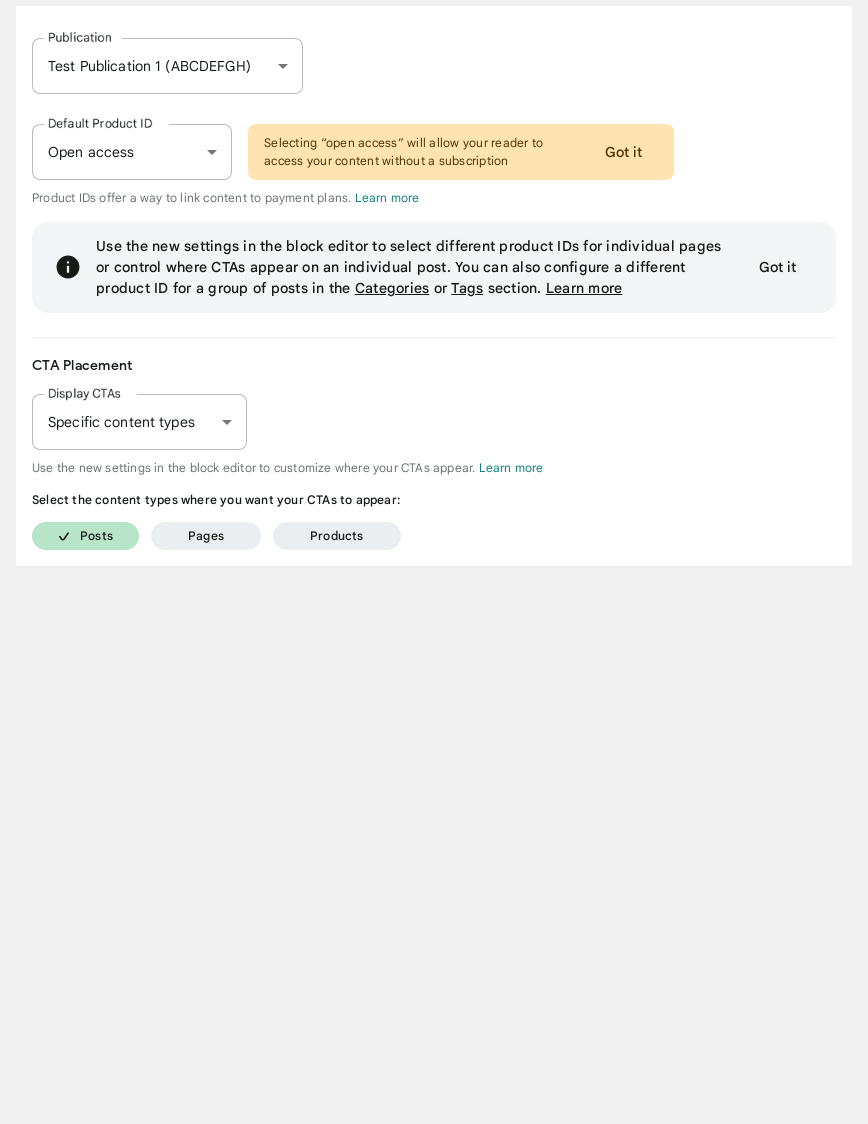 Publication
Test Publication 1 (ABCDEFGH)
Default Product ID
Open access
Selecting “open access” will allow your reader to
access your content without a subscription
Got it
Product IDs offer a way to link content to payment plans. Learn more
Use the new settings in the block editor to select different product IDs for individual pages
or control where CTAs appear on an individual post. You can also configure a different
product ID for a group of posts in the Categories or Tags section. Learn more
Got it
CTA Placement
Display CTAs
Specific content types
Use the new settings in the block editor to customize where your CTAs appear. Learn more
Select the content types where you want your CTAs to appear:
Posts
Pages
Products